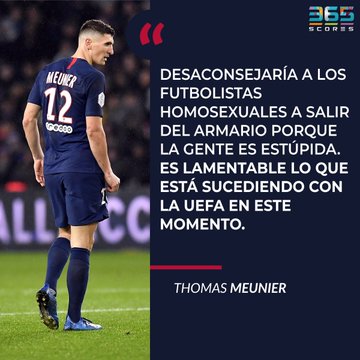 365
SCORES
DESACONSEJARÍA A LOS
FUTBOLISTAS
HOMOSEXUALES A SALIR
DEL ARMARIO PORQUE
LA GENTE ES ESTÚPIDA.
ES LAMENTABLE LO QUE
ESTÁ SUCEDIENDO CON
LA UEFA EN ESTE
MOMENTO.
THOMAS MEUNIER
MEUNIER
12